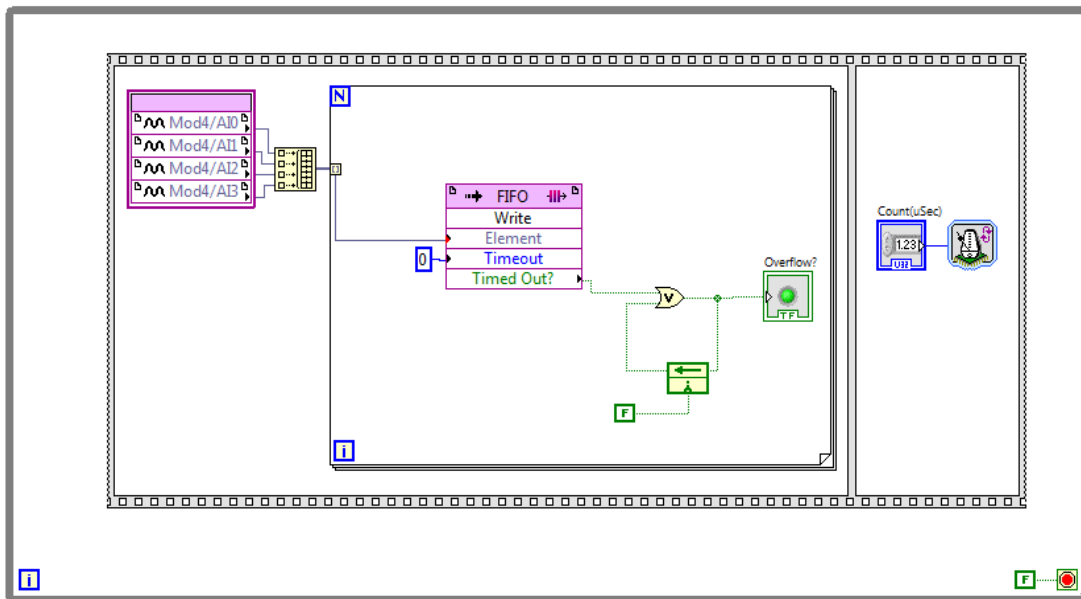 N
Mod4/AI0
Mod4/AI1
Mod4/AI2
Mod4/AI3
FIFO
Write
Element
0
Timeout
Timed Out?
Overflow?
TF
F
i
Count(uSec)
1.23
U32
i
F